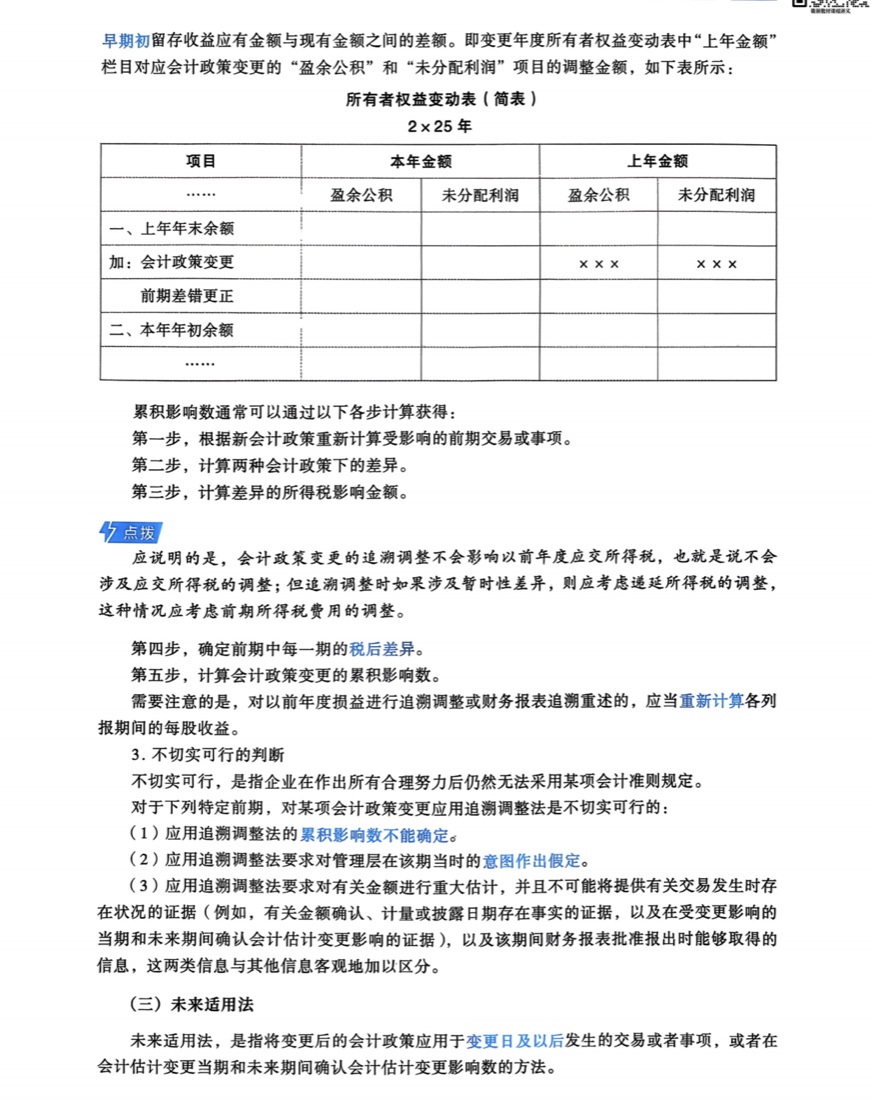 早期初留存收益应有金额与现有金额之间的差额。即变更年度所有者权益变动表中“上年金额”
栏目对应会计政策变更的“盈余公积”和“未分配利润”项目的调整金额，如下表所示：
所有者权益变动表（简表）
2×25 年
项目 本年金额 上年金额
…… 盈余公积 未分配利润 盈余公积 未分配利润
一、上年年末余额
加：会计政策变更 ××× ×××
前期差错更正
二、本年年初余额
……
累积影响数通常可以通过以下各步计算获得：
第一步，根据新会计政策重新计算受影响的前期交易或事项。
第二步，计算两种会计政策下的差异。
第三步，计算差异的所得税影响金额。
点拨
应说明的是，会计政策变更的追溯调整不会影响以前年度应交所得税，也就是说不会
涉及应交所得税的调整；但追溯调整时如果涉及暂时性差异，则应考虑递延所得税的调整，
这种情况应考虑前期所得税费用的调整。
第四步，确定前期中每一期的税后差异。
第五步，计算会计政策变更的累积影响数。
需要注意的是，对以前年度损益进行追溯调整或财务报表追溯重述的，应当重新计算各列
报期间的每股收益。
3. 不切实可行的判断
不切实可行，是指企业在作出所有合理努力后仍然无法采用某项会计准则规定。
对于下列特定前期，对某项会计政策变更应用追溯调整法是不切实可行的：
（1）应用追溯调整法的累积影响数不能确定。
（2）应用追溯调整法要求对管理层在该期当时的意图作出假定。
（3）应用追溯调整法要求对有关金额进行重大估计，并且不可能将提供有关交易发生时存
在状况的证据（例如，有关金额确认、计量或披露日期存在事实的证据，以及在受变更影响的
当期和未来期间确认会计估计变更影响的证据），以及该期间财务报表批准报出时能够取得的
信息，这两类信息与其他信息客观地加以区分。
（三）未来适用法
未来适用法，是指将变更后的会计政策应用于变更日及以后发生的交易或者事项，或者在
会计估计变更当期和未来期间确认会计估计变更影响数的方法。